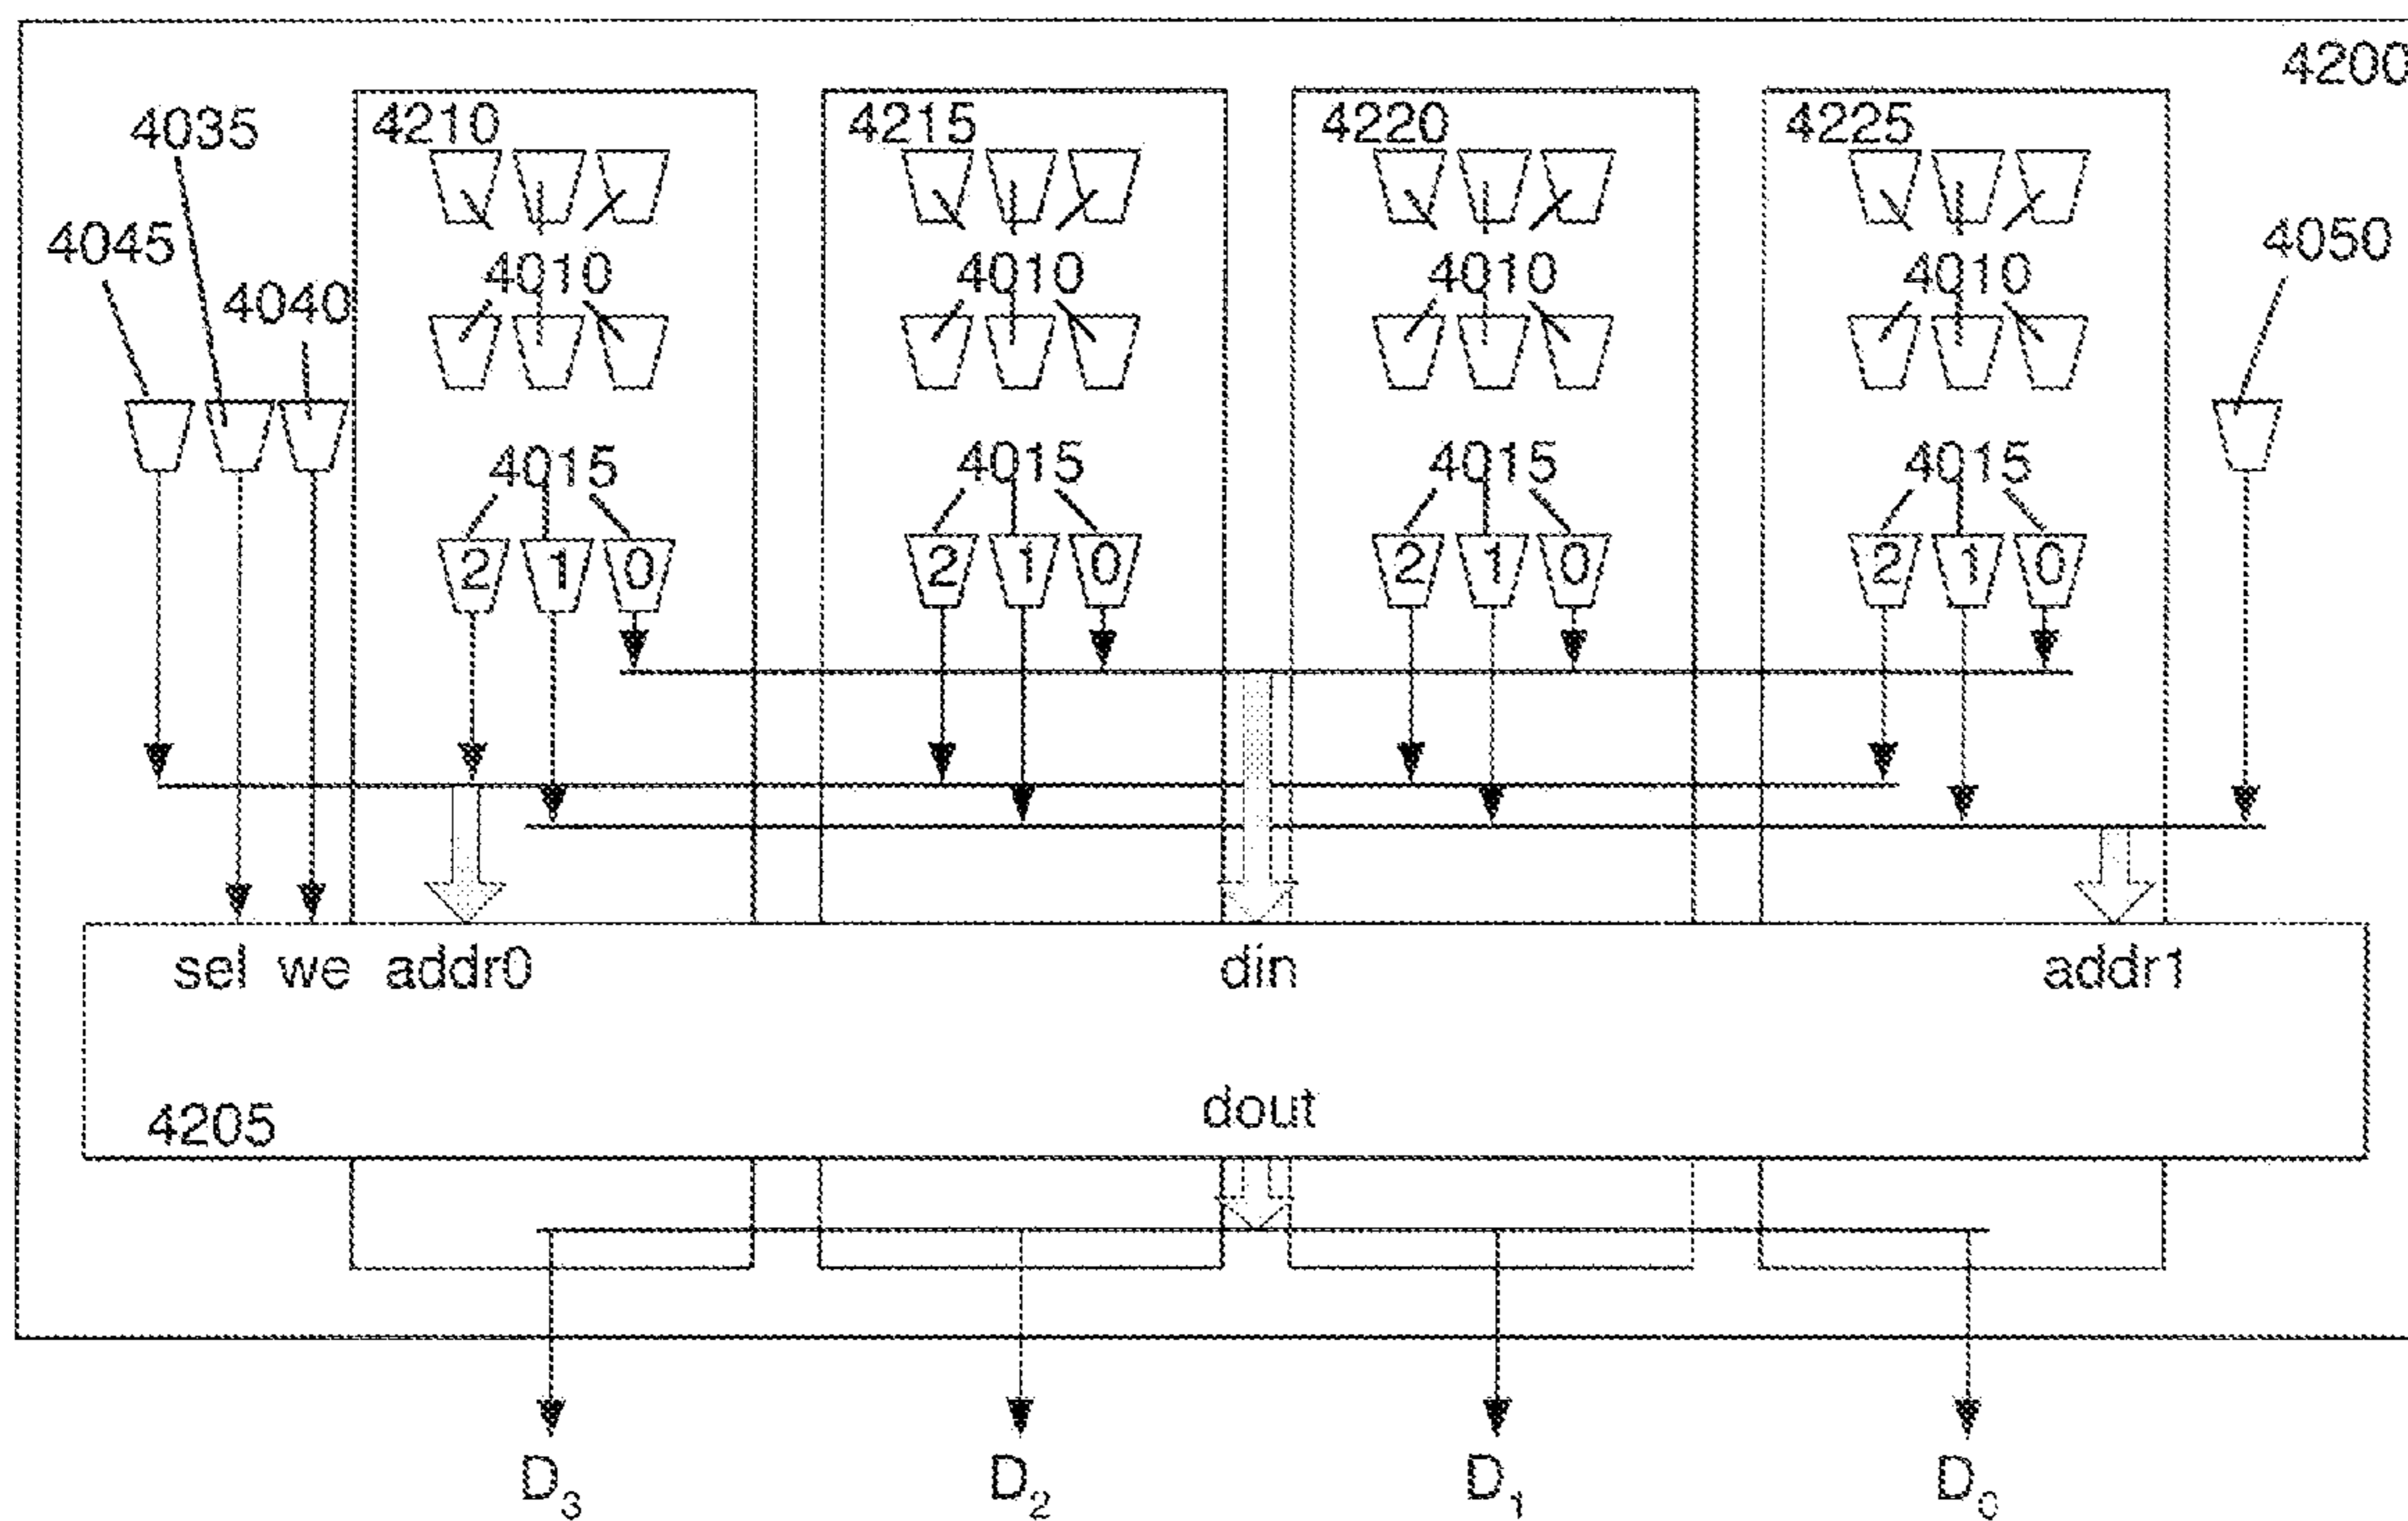 4200
4035 4210 4215 4220 4225
4045 4050
4010 4010 4010 4010
4040
4015 4015 4015 4015
2 1 0 2 1 0 2 1 0 2 1 0
sel we addr0 din addr1
dout
4205
D3 D2 D1 D0